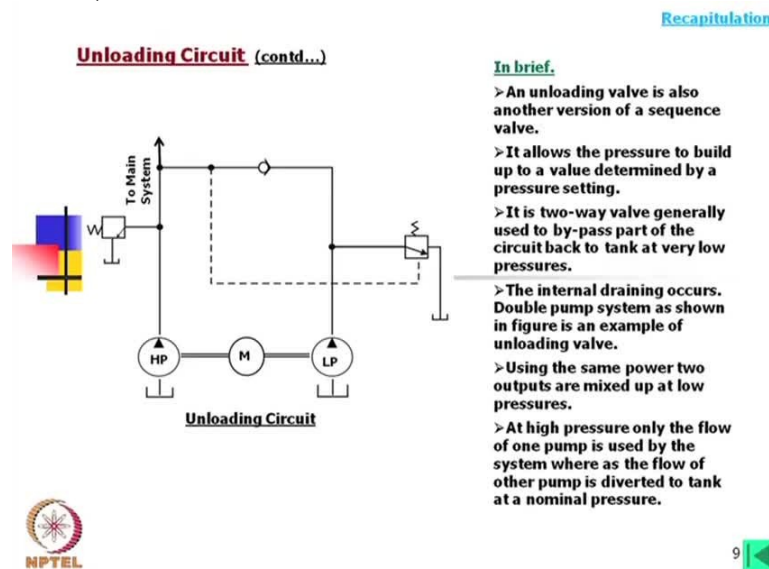 Recapitulation
Unloading Circuit (contd...)
In brief.
➢An unloading valve is also
another version of a sequence
valve.
➢It allows the pressure to build
up to a value determined by a
pressure setting.
➢It is two-way valve generally
used to by-pass part of the
circuit back to tank at very low
pressures.
➢The internal draining occurs.
Double pump system as shown
in figure is an example of
unloading valve.
➢Using the same power two
outputs are mixed up at low
pressures.
➢At high pressure only the flow
of one pump is used by the
system where as the flow of
other pump is diverted to tank
at a nominal pressure.
To Main
System
HP
M
LP
Unloading Circuit
NPTEL
9